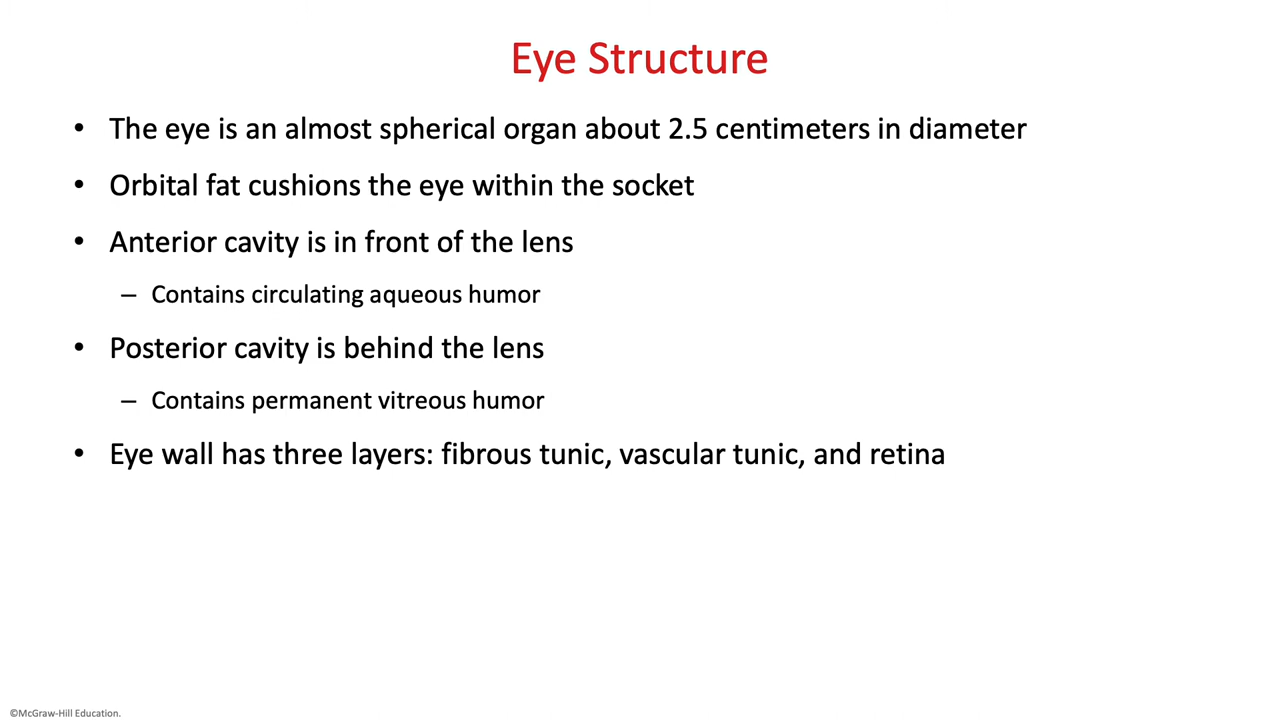 Eye Structure
• The eye is an almost spherical organ about 2.5 centimeters in diameter
• Orbital fat cushions the eye within the socket
• Anterior cavity is in front of the lens
– Contains circulating aqueous humor
• Posterior cavity is behind the lens
– Contains permanent vitreous humor
• Eye wall has three layers: fibrous tunic, vascular tunic, and retina
©McGraw-Hill Education.